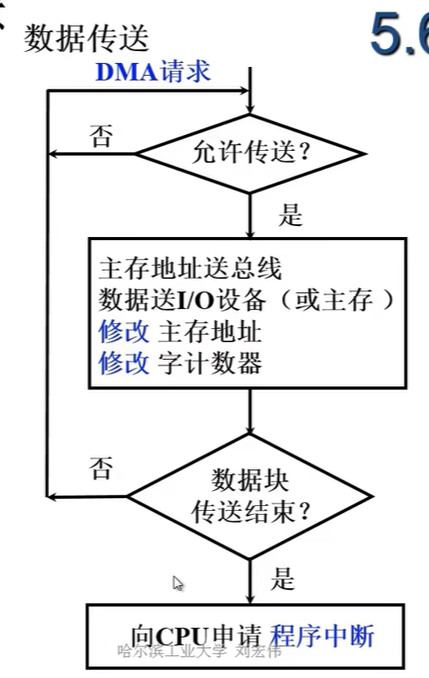 数据传送
5.6
DMA请求
否
允许传送?
是
主存地址送总线
数据送I/O设备（或主存 ）
修改 主存地址
修改 字计数器
否
数据块
传送结束?
是
向CPU申请 程序中断
哈尔滨工业大学 刘宏伟